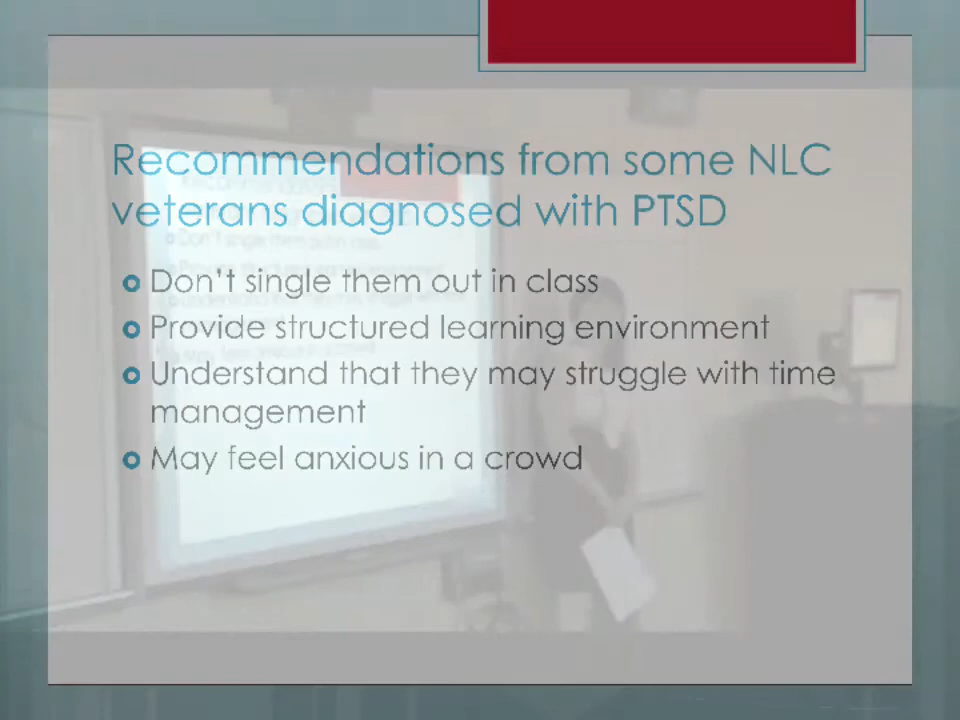 Recommendations from some NLC
veterans diagnosed with PTSD
Don't single them out in class
Provide structured learning environment
Understand that they may struggle with time
management
May feel anxious in a crowd